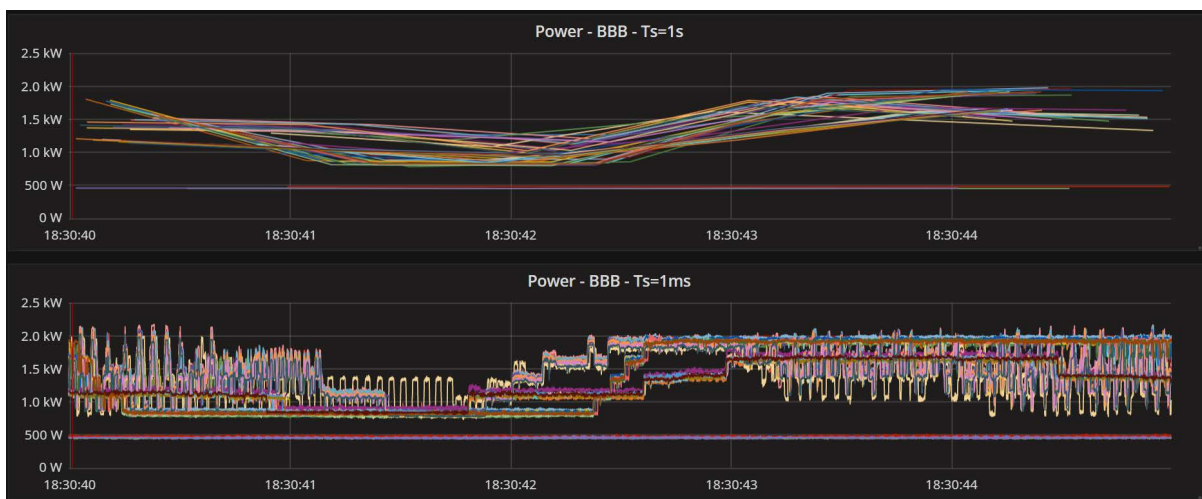 Power - BBB - Ts=1s
2.5 kW
2.0 kW
1.5 kW
1.0 kW
500 W
0 W
18:30:40 18:30:41 18:30:42 18:30:43 18:30:44
Power - BBB - Ts=1ms
2.5 kW
2.0 kW
1.5 kW
1.0 kW
500 W
0 W
18:30:40 18:30:41 18:30:42 18:30:43 18:30:44